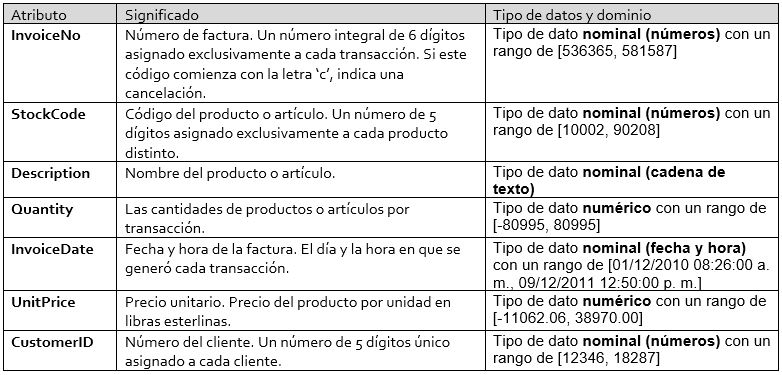 Atributo Significado Tipo de datos y dominio
InvoiceNo Número de factura. Un número integral de 6 dígitos Tipo de dato nominal (números) con un
asignado exclusivamente a cada transacción. Si este rango de [536365, 581587]
código comienza con la letra ‘c’, indica una
cancelación.
StockCode Código del producto o artículo. Un número de 5 Tipo de dato nominal (números) con un
dígitos asignado exclusivamente a cada producto rango de [10002, 90208]
distinto.
Description Nombre del producto o artículo. Tipo de dato nominal (cadena de
texto)
Quantity Las cantidades de productos o artículos por Tipo de dato numérico con un rango de
transacción. [-80995, 80995]
InvoiceDate Fecha y hora de la factura. El día y la hora en que se Tipo de dato nominal (fecha y hora)
generó cada transacción. con un rango de [01/12/2010 08:26:00 a.
m., 09/12/2011 12:50:00 p. m.]
UnitPrice Precio unitario. Precio del producto por unidad en Tipo de dato numérico con un rango de
libras esterlinas. [-11062.06, 38970.00]
CustomerID Número del cliente. Un número de 5 dígitos único Tipo de dato nominal (números) con un
asignado a cada cliente. rango de [12346, 18287]